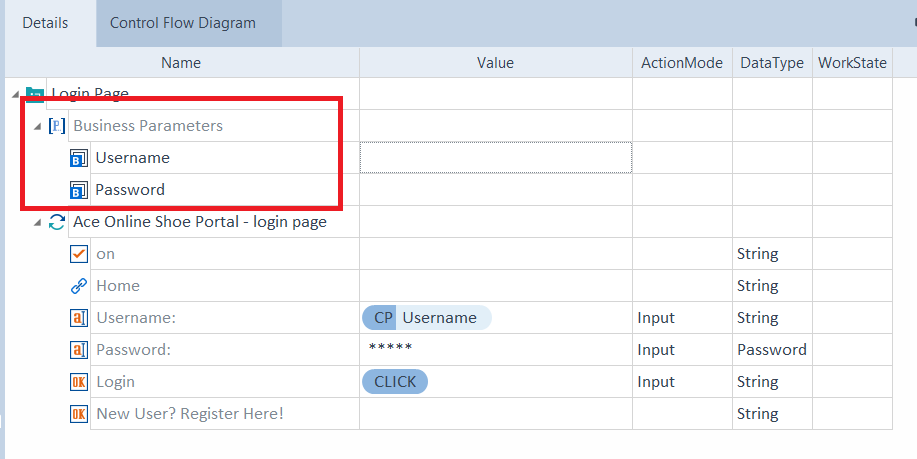 Details Control Flow Diagram
Name Value ActionMode DataType WorkState
Login Page
Business Parameters
Username
Password
Ace Online Shoe Portal - login page
on String
Home String
Username: CP Username Input String
Password: ***** Input Password
OK Login CLICK Input String
OK New User? Register Here! String